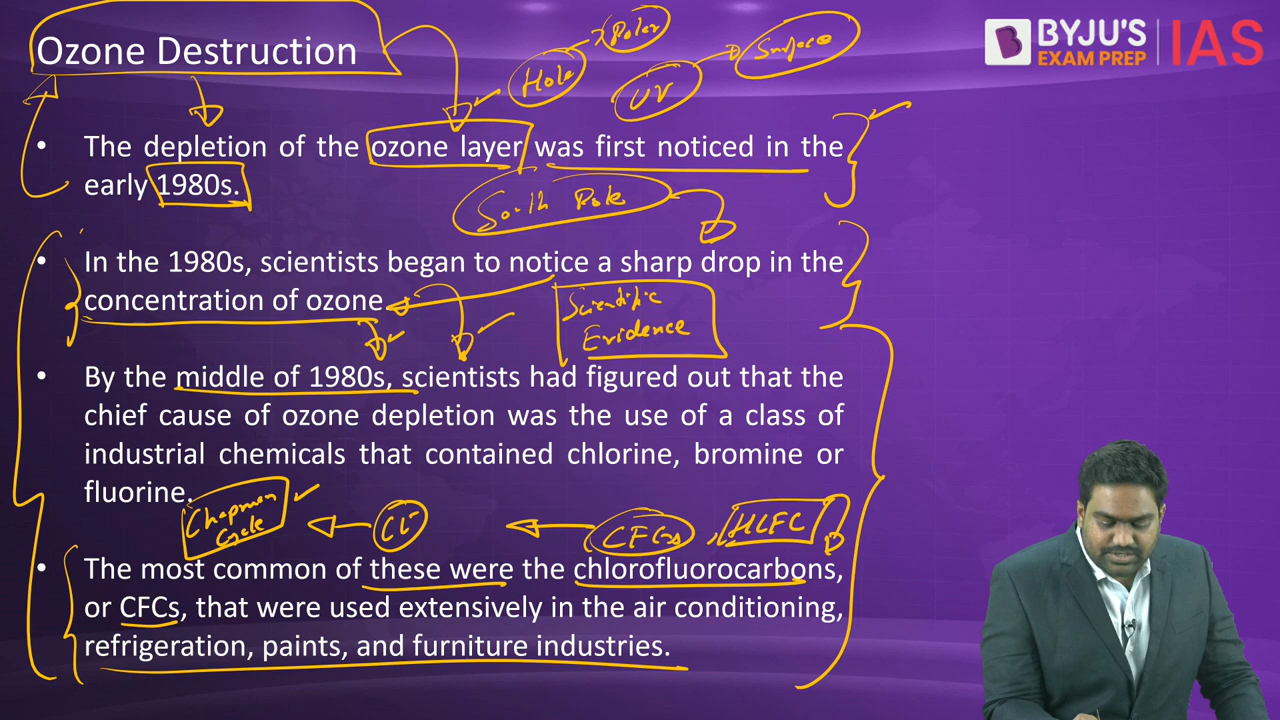 Ozone Destruction
Hole
Polar
UV
Surface
BYJU'S
EXAM PREP
IAS
• The depletion of the ozone layer was first noticed in the
early 1980s.
South Pole
• In the 1980s, scientists began to notice a sharp drop in the
concentration of ozone.
Scientific
Evidence
• By the middle of 1980s, scientists had figured out that the
chief cause of ozone depletion was the use of a class of
industrial chemicals that contained chlorine, bromine or
fluorine.
Chapman
Cycle
Cl-
CFCs, HCFC
• The most common of these were the chlorofluorocarbons,
or CFCs, that were used extensively in the air conditioning,
refrigeration, paints, and furniture industries.